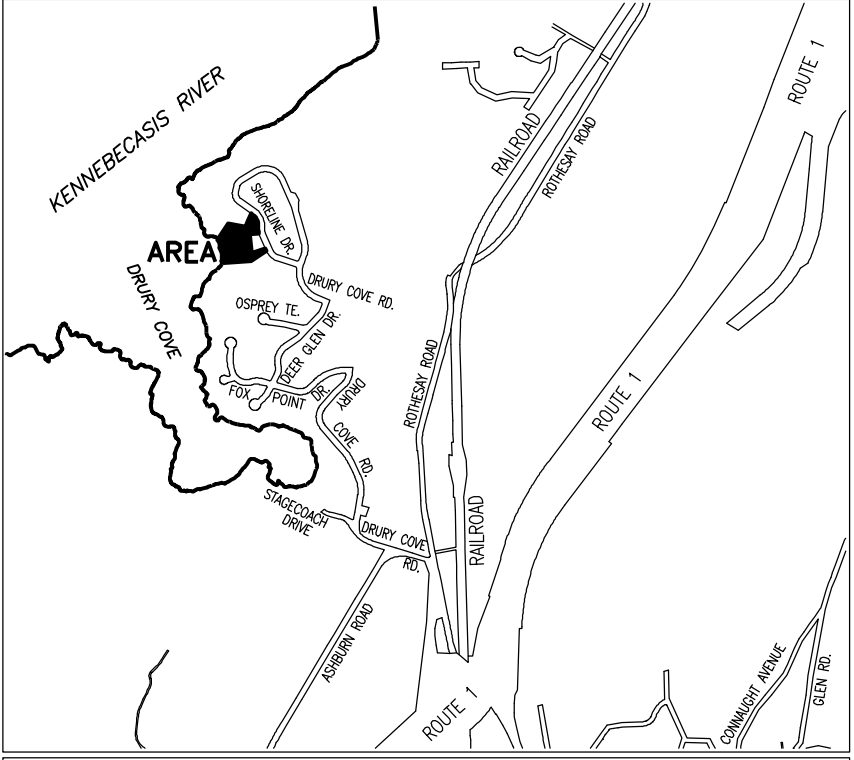 KENNEBECASIS RIVER
ROUTE 1
RAILROAD
ROTHESAY ROAD
SHORELINE DR.
AREA
DRURY COVE
DRURY COVE RD.
OSPREY TE.
DEER GLEN DR.
ROTHESAY ROAD
FOX POINT DR.
DRURY COVE RD.
ROUTE 1
STAGECOACH
DRIVE
DRURY COVE
RD.
RAILROAD
ASHBURN ROAD
ROUTE 1
CONNAUGHT AVENUE
GLEN RD.